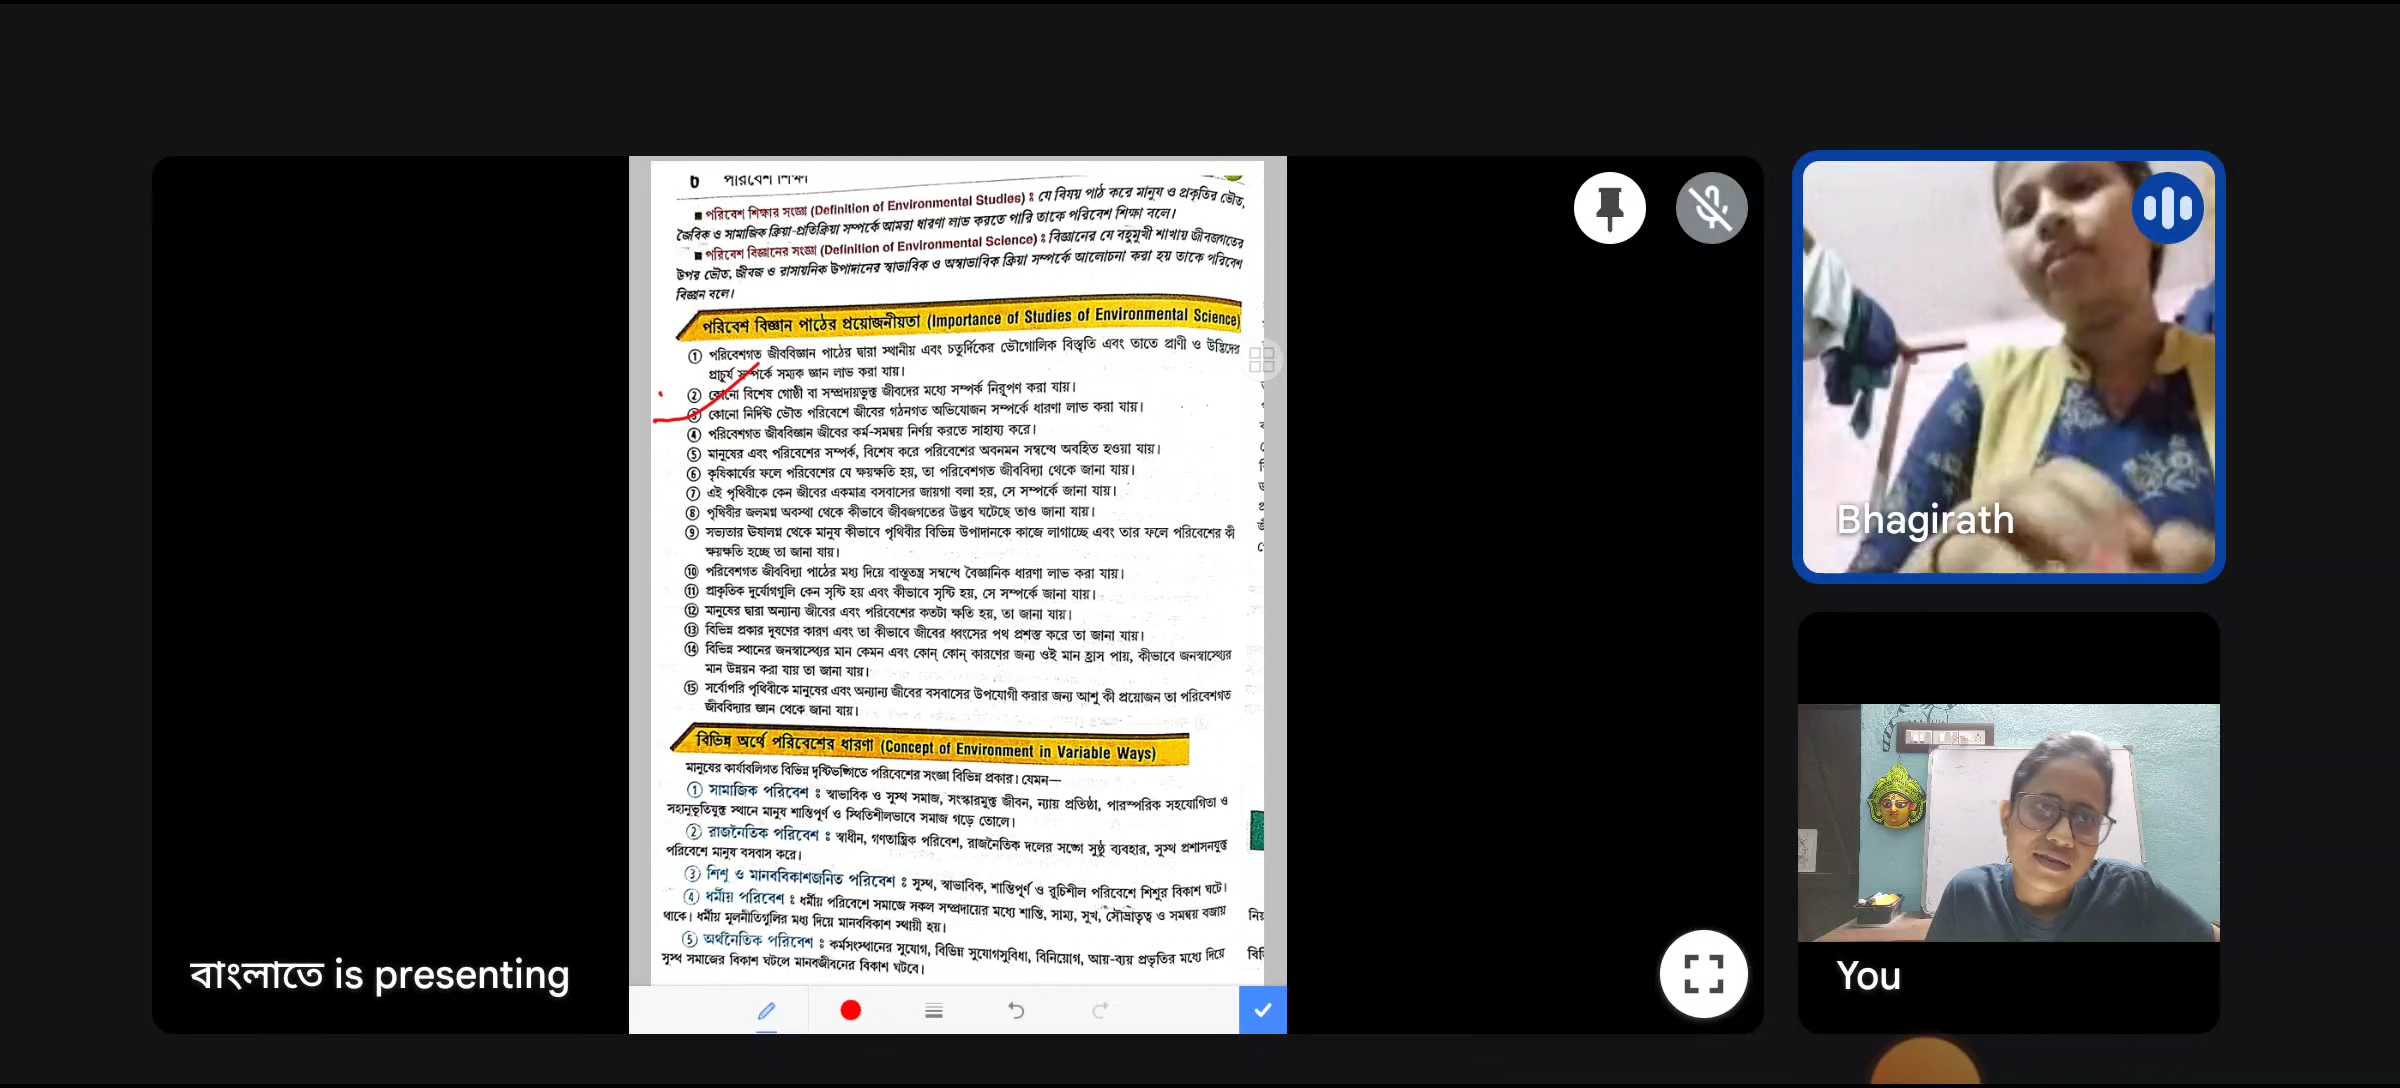 6 পরিবেশ শিক্ষা
■ পরিবেশ শিক্ষার সংজ্ঞা (Definition of Environmental Studies) : যে বিষয় পাঠ করে মানুষ ও প্রকৃতির ভৌত,
জৈবিক ও সামাজিক ক্রিয়া-প্রতিক্রিয়া সম্পর্কে আমরা ধারণা লাভ করতে পারি তাকে পরিবেশ শিক্ষা বলে।
■ পরিবেশ বিজ্ঞানের সংজ্ঞা (Definition of Environmental Science) : বিজ্ঞানের যে বহুমুখী শাখায় জীবজগতের
উপর ভৌত, জীবজ ও রাসায়নিক উপাদানের স্বাভাবিক ও অস্বাভাবিক ক্রিয়া সম্পর্কে আলোচনা করা হয় তাকে পরিবেশ
বিজ্ঞান বলে।
পরিবেশ বিজ্ঞান পাঠের প্রয়োজনীয়তা (Importance of Studies of Environmental Science)
① পরিবেশগত জীববিজ্ঞান পাঠের দ্বারা স্থানীয় এবং চতুর্দিকের ভৌগোলিক বিস্তৃতি এবং তাতে প্রাণী ও উদ্ভিদের
প্রাচুর্য সম্পর্কে সম্যক জ্ঞান লাভ করা যায়।
② কোনো বিশেষ গোষ্ঠী বা সম্প্রদায়ভুক্ত জীবদের মধ্যে সম্পর্ক নিরূপণ করা যায়।
③ কোনো নির্দিষ্ট ভৌত পরিবেশে জীবের গঠনগত অভিযোজন সম্পর্কে ধারণা লাভ করা যায়।
④ পরিবেশগত জীববিজ্ঞান জীবের কর্ম-সমন্বয় নির্ণয় করতে সাহায্য করে।
⑤ মানুষের এবং পরিবেশের সম্পর্ক, বিশেষ করে পরিবেশের অবনমন সম্বন্ধে অবহিত হওয়া যায়।
⑥ কৃষিকার্যের ফলে পরিবেশের যে ক্ষয়ক্ষতি হয়, তা পরিবেশগত জীববিদ্যা থেকে জানা যায়।
⑦ এই পৃথিবীকে কেন জীবের একমাত্র বসবাসের জায়গা বলা হয়, সে সম্পর্কে জানা যায়।
⑧ পৃথিবীর জলমগ্ন অবস্থা থেকে কীভাবে জীবজগতের উদ্ভব ঘটেছে তাও জানা যায়।
⑨ সভ্যতার ঊষালগ্ন থেকে মানুষ কীভাবে পৃথিবীর বিভিন্ন উপাদানকে কাজে লাগাচ্ছে এবং তার ফলে পরিবেশের কী
ক্ষয়ক্ষতি হচ্ছে তা জানা যায়।
⑩ পরিবেশগত জীববিদ্যা পাঠের মধ্য দিয়ে বাস্তুতন্ত্র সম্বন্ধে বৈজ্ঞানিক ধারণা লাভ করা যায়।
⑪ প্রাকৃতিক দুর্যোগগুলি কেন সৃষ্টি হয় এবং কীভাবে সৃষ্টি হয়, সে সম্পর্কে জানা যায়।
⑫ মানুষের দ্বারা অন্যান্য জীবের এবং পরিবেশের কতটা ক্ষতি হয়, তা জানা যায়।
⑬ বিভিন্ন প্রকার দূষণের কারণ এবং তা কীভাবে জীবের ধ্বংসের পথ প্রশস্ত করে তা জানা যায়।
⑭ বিভিন্ন স্থানের জনস্বাস্থ্যের মান কেমন এবং কোন্ কোন্ কারণের জন্য ওই মান হ্রাস পায়, কীভাবে জনস্বাস্থ্যের
মান উন্নয়ন করা যায় তা জানা যায়।
⑮ সর্বোপরি পৃথিবীকে মানুষের এবং অন্যান্য জীবের বসবাসের উপযোগী করার জন্য আশু কী প্রয়োজন তা পরিবেশগত
জীববিদ্যার জ্ঞান থেকে জানা যায়।
বিভিন্ন অর্থে পরিবেশের ধারণা (Concept of Environment in Variable Ways)
মানুষের কার্যাবলিগত বিভিন্ন দৃষ্টিভঙ্গিতে পরিবেশের সংজ্ঞা বিভিন্ন প্রকার। যেমন—
① সামাজিক পরিবেশ : স্বাভাবিক ও সুস্থ সমাজ, সংস্কারমুক্ত জীবন, ন্যায় প্রতিষ্ঠা, পারস্পরিক সহযোগিতা ও
সহানুভূতিযুক্ত স্থানে মানুষ শান্তিপূর্ণ ও স্থিতিশীলভাবে সমাজ গড়ে তোলে।
② রাজনৈতিক পরিবেশ : স্বাধীন, গণতান্ত্রিক পরিবেশ, রাজনৈতিক দলের সঙ্গে সুষ্ঠু ব্যবহার, সুস্থ প্রশাসনযুক্ত
পরিবেশে মানুষ বসবাস করে।
③ শিশু ও মানববিকাশজনিত পরিবেশ : সুস্থ, স্বাভাবিক, শান্তিপূর্ণ ও রুচিশীল পরিবেশে শিশুর বিকাশ ঘটে।
④ ধর্মীয় পরিবেশ : ধর্মীয় পরিবেশে সমাজে সকল সম্প্রদায়ের মধ্যে শান্তি, সাম্য, সুখ, সৌভ্রাতৃত্ব ও সমন্বয় বজায়
থাকে। ধর্মীয় মূলনীতিগুলির মধ্য দিয়ে মানববিকাশ স্থায়ী হয়।
⑤ অর্থনৈতিক পরিবেশ : কর্মসংস্থানের সুযোগ, বিভিন্ন সুযোগসুবিধা, বিনিয়োগ, আয়-ব্যয় প্রভৃতির মধ্যে দিয়ে
সুস্থ সমাজের বিকাশ ঘটলে মানবজীবনের বিকাশ ঘটবে।
বাংলাতে is presenting
Bhagirath
You